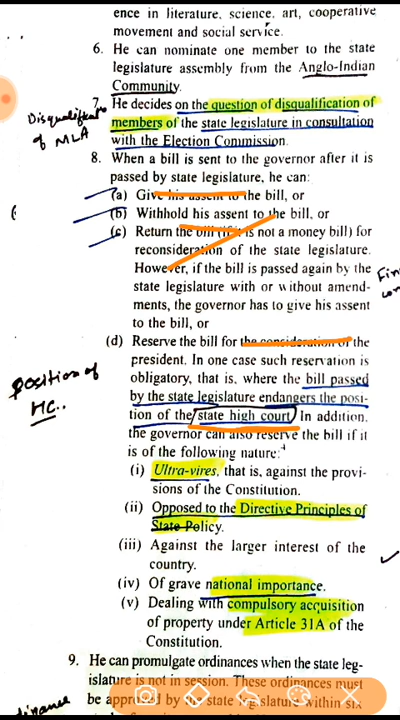 ence in literature, science, art, cooperative
movement and social service.
6. He can nominate one member to the state
legislature assembly from the Anglo-Indian
Community.
7. He decides on the question of disqualification of
members of the state legislature in consultation
with the Election Commission.
Disqualificatn
of MLA
8. When a bill is sent to the governor after it is
passed by state legislature, he can:
(a) Give his assent to the bill, or
(b) Withhold his assent to the bill, or
(c) Return the bill (if it is not a money bill) for
reconsideration of the state legislature.
However, if the bill is passed again by the
state legislature with or without amend-
ments, the governor has to give his assent
to the bill, or
(d) Reserve the bill for the consideration of the
president. In one case such reservation is
obligatory, that is, where the bill passed
by the state legislature endangers the posi-
tion of the state high court. In addition,
the governor can also reserve the bill if it
is of the following nature:4
position of
HC..
(i) Ultra-vires, that is, against the provi-
sions of the Constitution.
(ii) Opposed to the Directive Principles of
State Policy.
(iii) Against the larger interest of the
country.
(iv) Of grave national importance.
(v) Dealing with compulsory acquisition
of property under Article 31A of the
Constitution.
9. He can promulgate ordinances when the state leg-
islature is not in session. These ordinances must
be approved by the state legislature within six